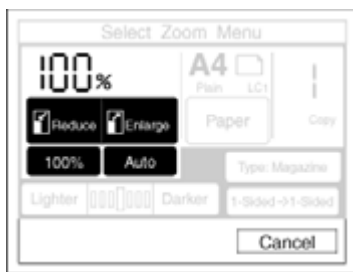 Select Zoom Menu
100%
A4
Plain LC1
Reduce Enlarge
Paper
Copy
100% Auto
Type: Magazine
Lighter Darker
1-Sided->1-Sided
Cancel